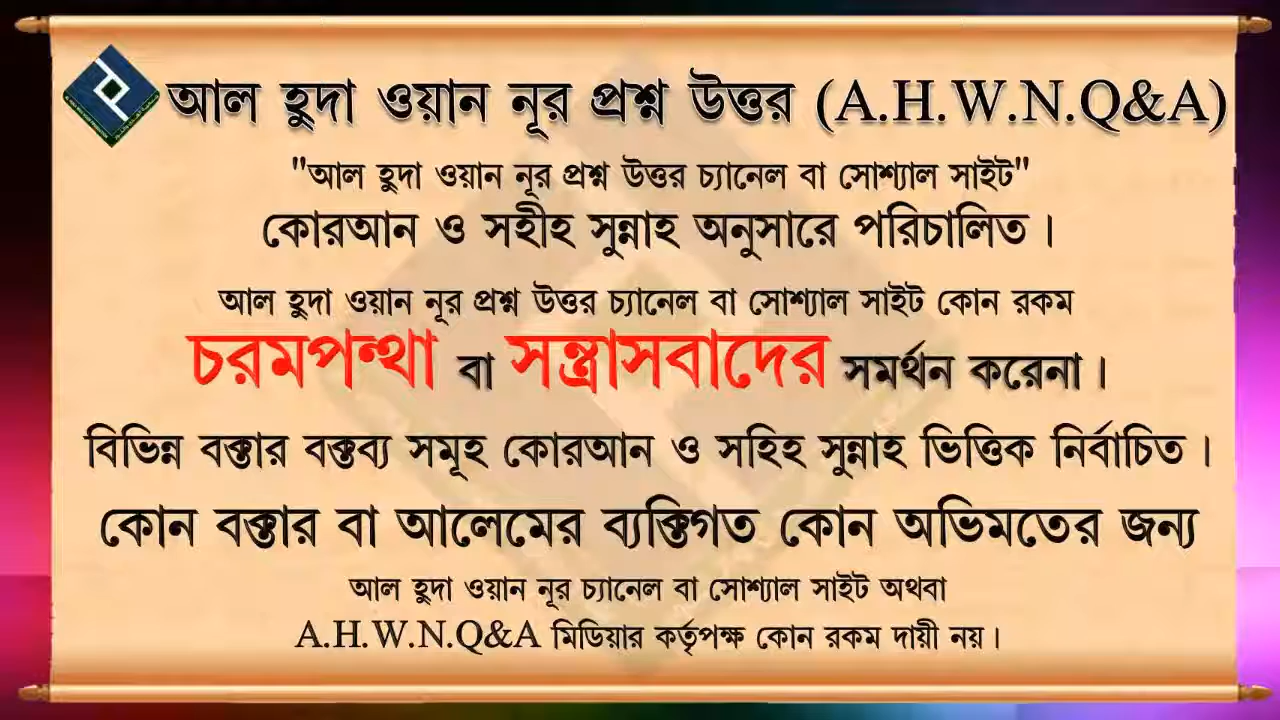 আল হুদা ওয়ান নূর প্রশ্ন উত্তর (A.H.W.N.Q&A)
"আল হুদা ওয়ান নূর প্রশ্ন উত্তর চ্যানেল বা সোশ্যাল সাইট"
কোরআন ও সহীহ সুন্নাহ অনুসারে পরিচালিত।
আল হুদা ওয়ান নূর প্রশ্ন উত্তর চ্যানেল বা সোশ্যাল সাইট কোন রকম
চরমপন্থা বা সন্ত্রাসবাদের সমর্থন করেনা।
বিভিন্ন বক্তার বক্তব্য সমূহ কোরআন ও সহিহ সুন্নাহ ভিত্তিক নির্বাচিত।
কোন বক্তার বা আলেমের ব্যক্তিগত কোন অভিমতের জন্য
আল হুদা ওয়ান নূর চ্যানেল বা সোশ্যাল সাইট অথবা
A.H.W.N.Q&A মিডিয়ার কর্তৃপক্ষ কোন রকম দায়ী নয়।